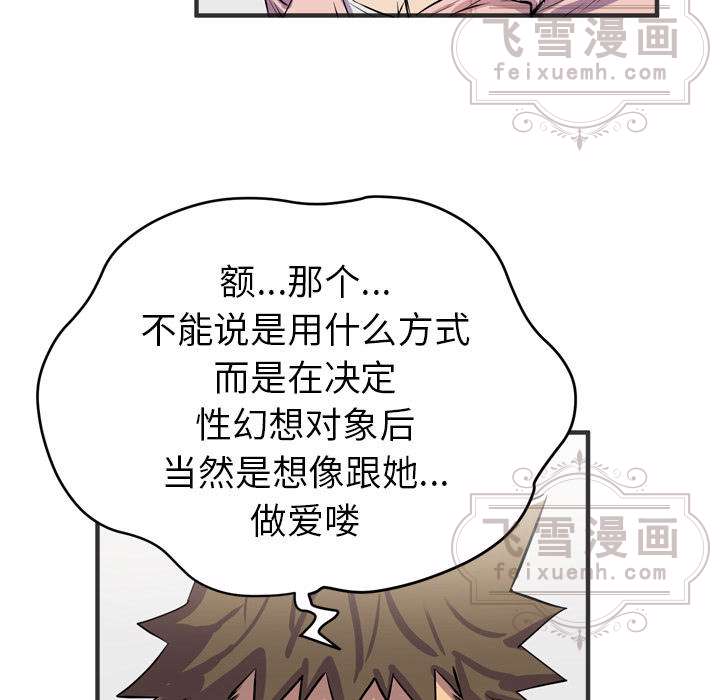 飞雪漫画
feixuemh.com
额...那个...
不能说是用什么方式
而是在决定
性幻想对象后
当然是想像跟她...
做爱喽
飞雪漫画
feixuemh.com